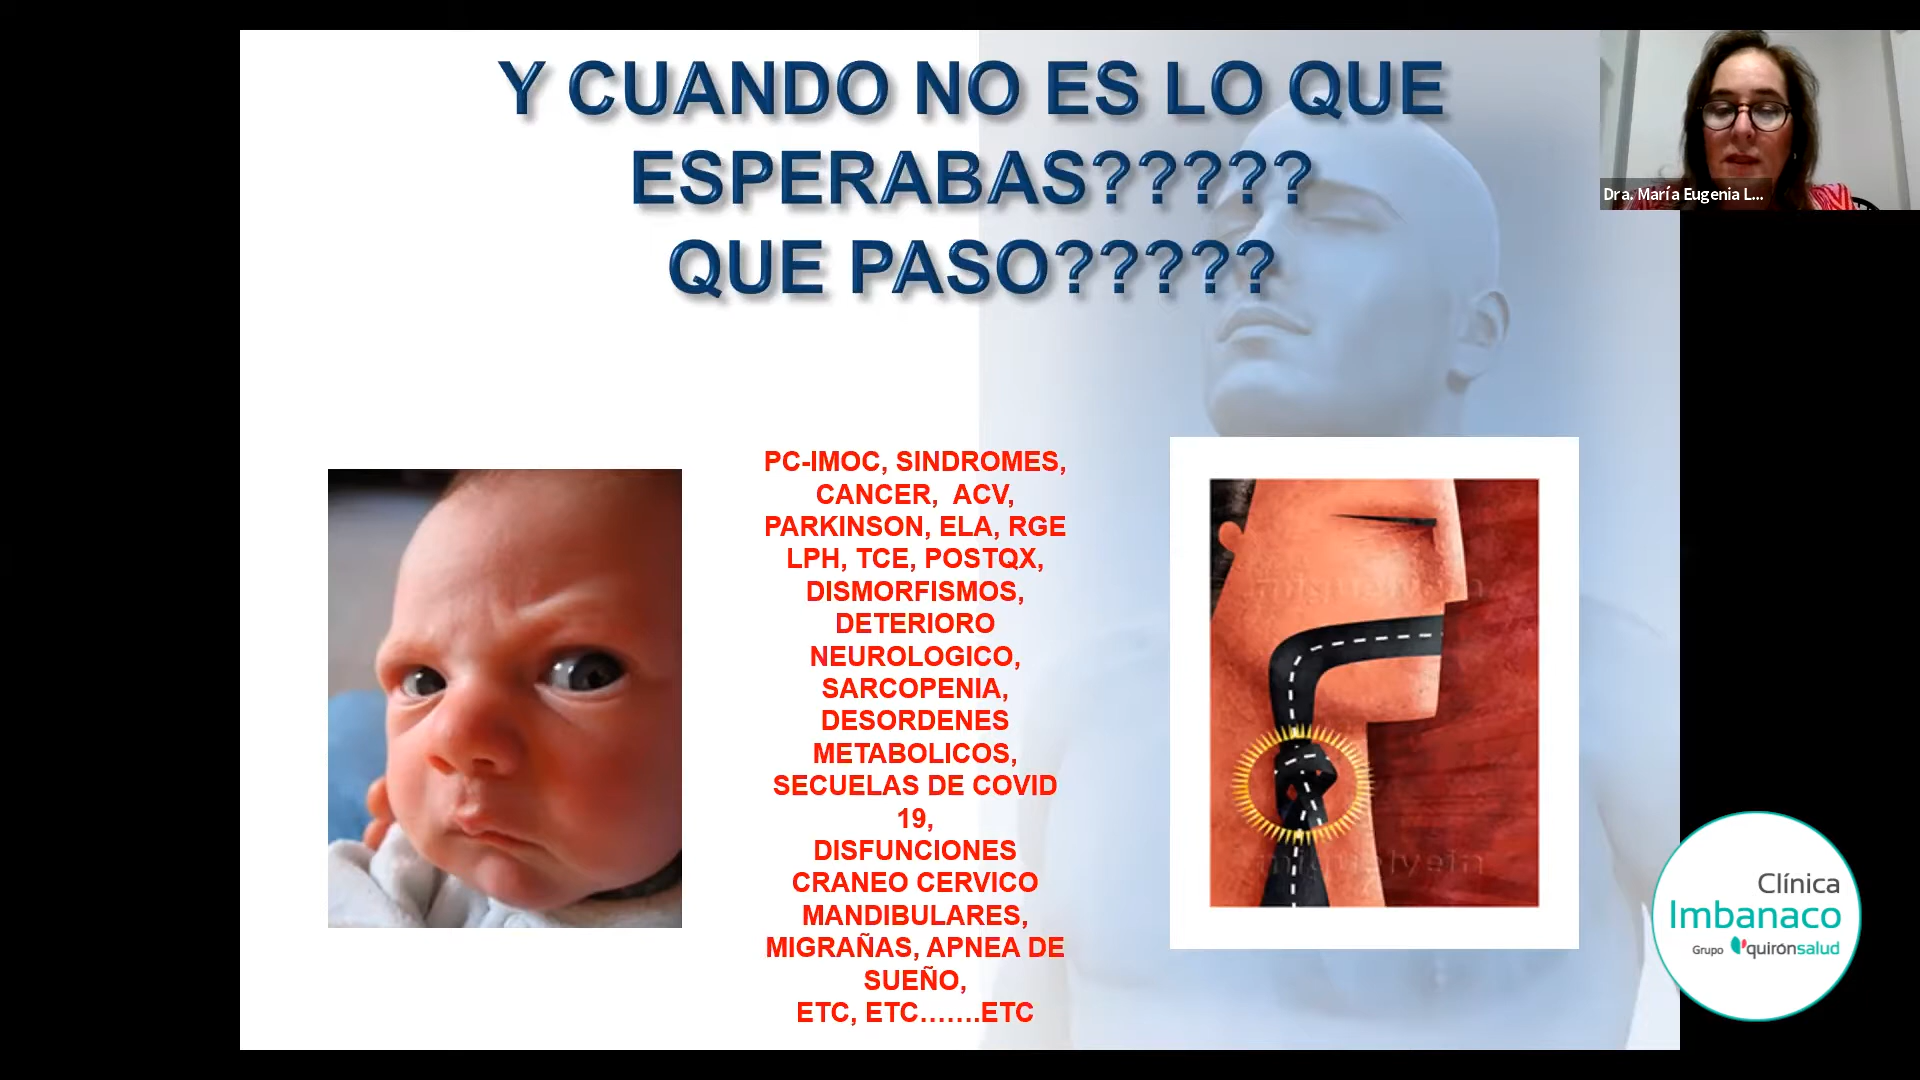 Y CUANDO NO ES LO QUE
ESPERABAS?????
QUE PASO?????
Dra. María Eugenia L...
PC-IMOC, SINDROMES,
CANCER, ACV,
PARKINSON, ELA, RGE
LPH, TCE, POSTQX,
DISMORFISMOS,
DETERIORO
NEUROLOGICO,
SARCOPENIA,
DESORDENES
METABOLICOS,
SECUELAS DE COVID
19,
DISFUNCIONES
CRANEO CERVICO
MANDIBULARES,
MIGRAÑAS, APNEA DE
SUEÑO,
ETC, ETC…….ETC
Clínica
Imbanaco
Grupo quirónsalud